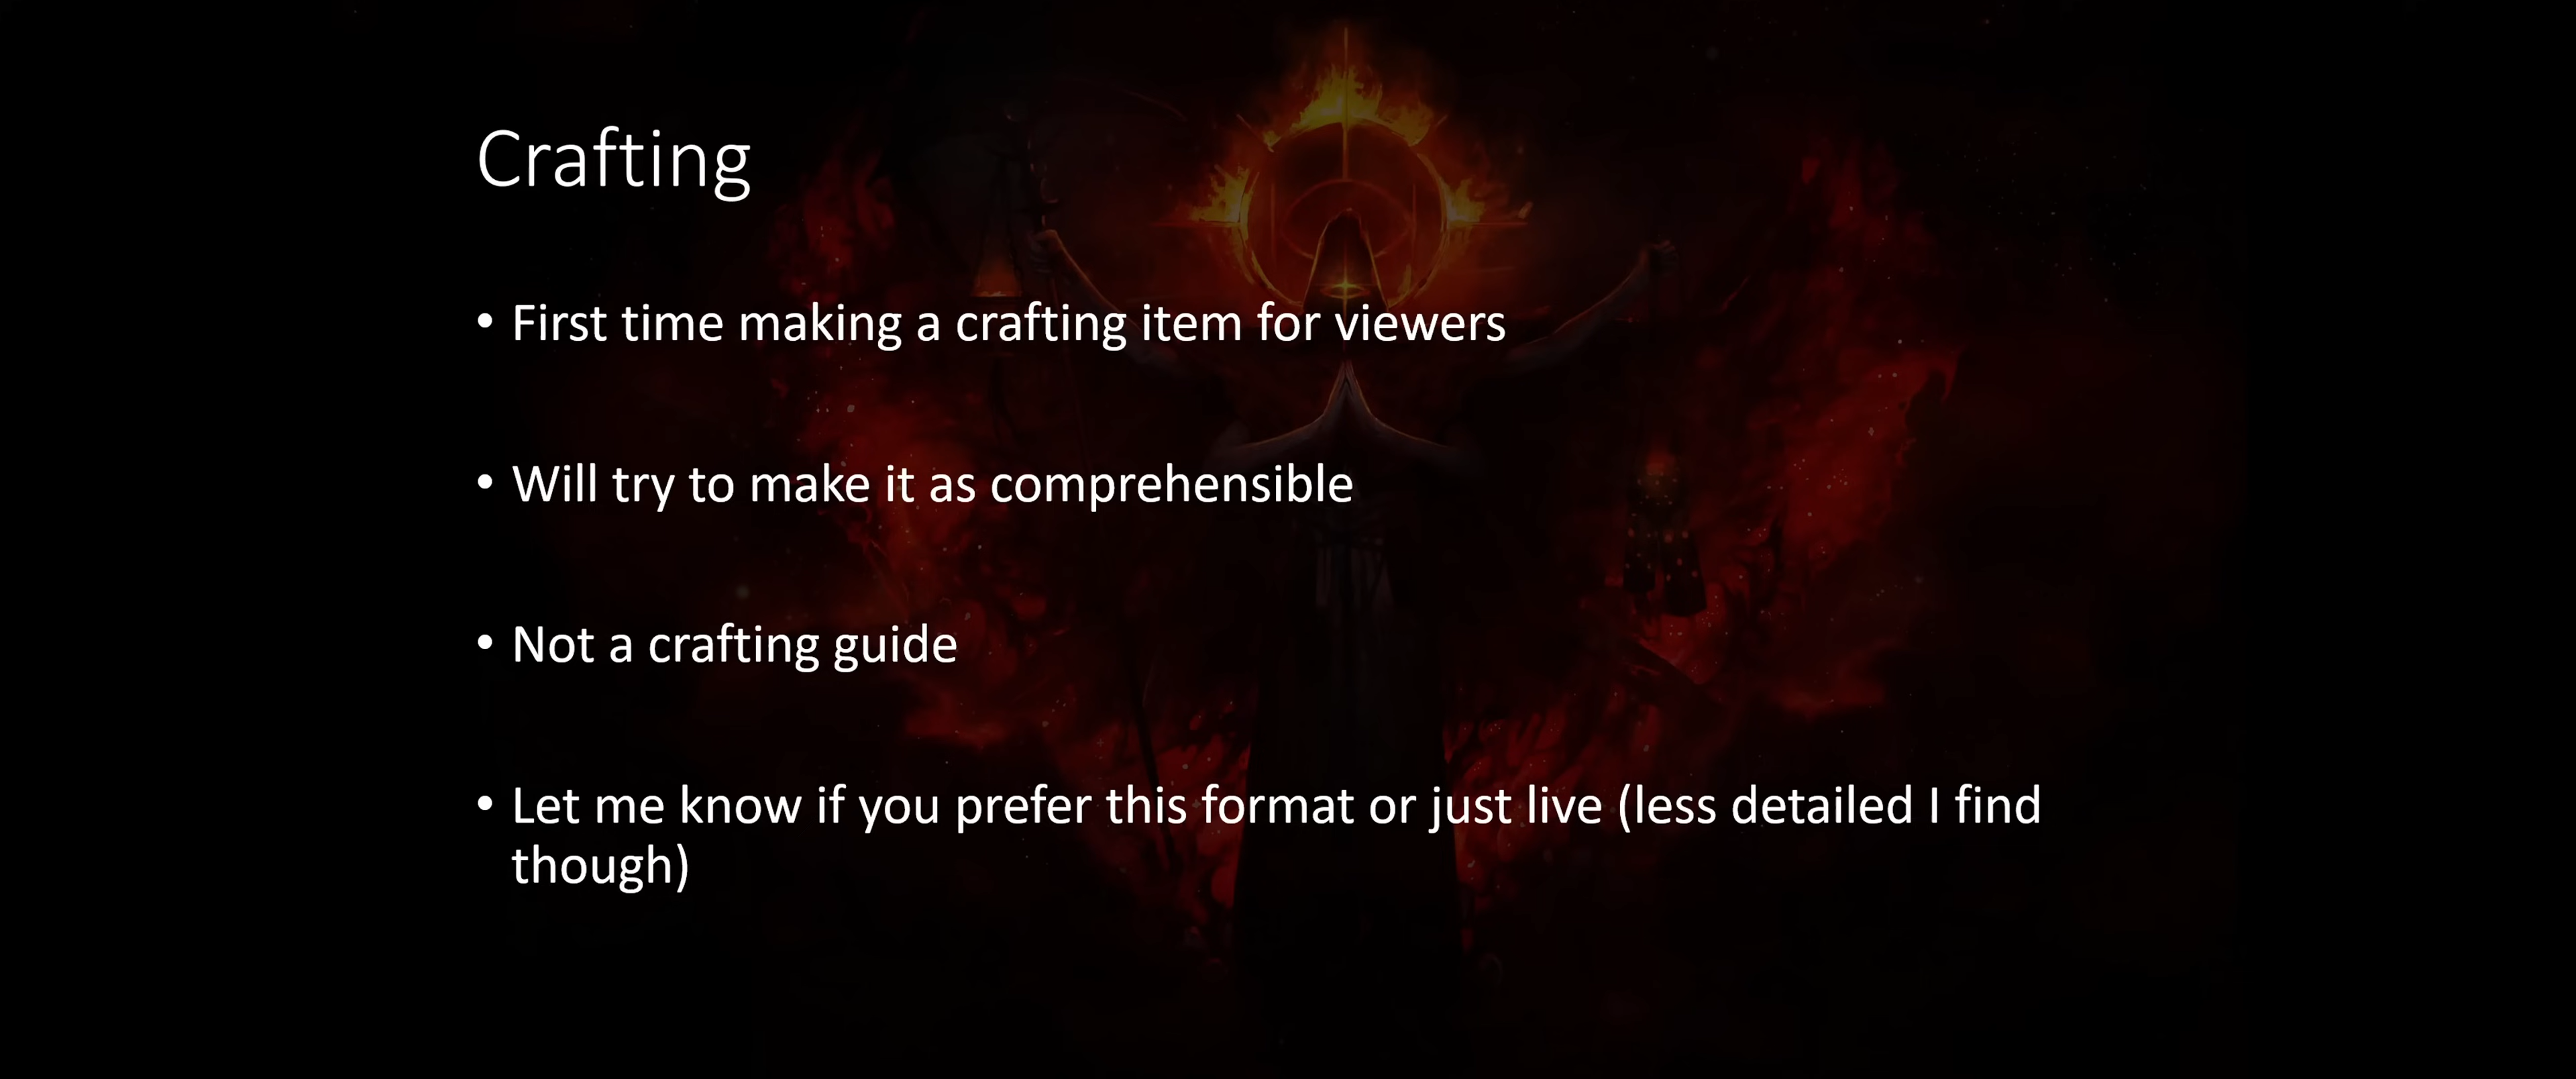 Crafting
• First time making a crafting item for viewers
• Will try to make it as comprehensible
• Not a crafting guide
• Let me know if you prefer this format or just live (less detailed I find
though)